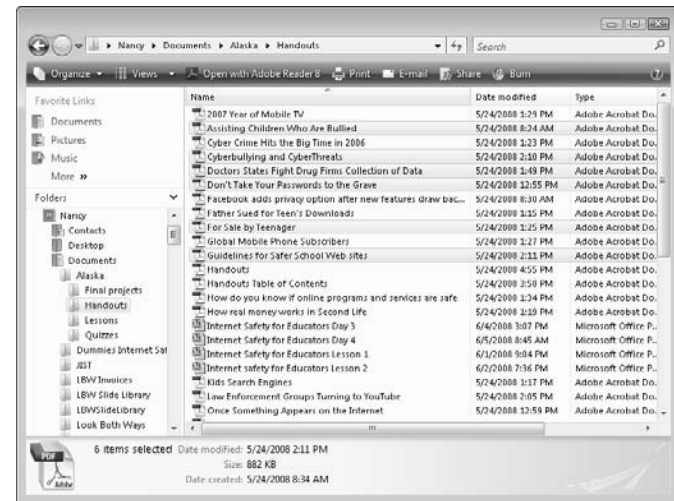 Nancy ▸ Documents ▸ Alaska ▸ Handouts
Search
Organize Views Open with Adobe Reader 8 Print E-mail Share Burn
Favorite Links
Documents
Pictures
Music
More »
Folders
Nancy
Contacts
Desktop
Documents
Alaska
Final projects
Handouts
Lessons
Quizzes
Dummies Internet Saf
JIST
LBW Invoices
LBW Slide Library
LBWSlideLibrary
Look Both Ways
Name Date modified Type
2007 Year of Mobile TV 5/24/2008 1:29 PM Adobe Acrobat Do.
Assisting Children Who Are Bullied 5/24/2008 8:24 AM Adobe Acrobat Do.
Cyber Crime Hits the Big Time in 2006 5/24/2008 1:23 PM Adobe Acrobat Do.
Cyberbullying and CyberThreats 5/24/2008 2:10 PM Adobe Acrobat Do.
Doctors States Fight Drug Firms Collection of Data 5/24/2008 1:49 PM Adobe Acrobat Do.
Don't Take Your Passwords to the Grave 5/24/2008 12:55 PM Adobe Acrobat Do.
Facebook adds privacy option after new features draw bac... 5/24/2008 8:30 AM Adobe Acrobat Do.
Father Sued for Teen's Downloads 5/24/2008 1:15 PM Adobe Acrobat Do.
For Sale by Teenager 5/24/2008 1:25 PM Adobe Acrobat Do.
Global Mobile Phone Subscribers 5/24/2008 1:27 PM Adobe Acrobat Do.
Guidelines for Safer School Web sites 5/24/2008 2:11 PM Adobe Acrobat Do.
Handouts 5/24/2008 4:55 PM Adobe Acrobat Do.
Handouts Table of Contents 5/24/2008 3:50 PM Adobe Acrobat Do.
How do you know if online programs and services are safe 5/24/2008 1:34 PM Adobe Acrobat Do.
How real money works in Second Life 5/24/2008 1:19 PM Adobe Acrobat Do.
Internet Safety for Educators Day 3 6/4/2008 3:07 PM Microsoft Office P..
Internet Safety for Educators Day 4 6/5/2008 8:45 AM Microsoft Office P..
Internet Safety for Educators Lesson 1 6/1/2008 9:04 PM Microsoft Office P..
Internet safety for Educators Lesson 2 6/2/2008 7:36 PM Microsoft Office P..
Kids Search Engines 5/24/2008 1:17 PM Adobe Acrobat Do.
Law Enforcement Groups Turning to YouTube 5/24/2008 2:05 PM Adobe Acrobat Do.
Once Something Appears on the Internet 5/24/2008 12:59 PM Adobe Acrobat Do.
PDF
Adobe
6 items selected Date modified: 5/24/2008 2:11 PM
Size: 882 KB
Date created: 5/24/2008 8:34 AM